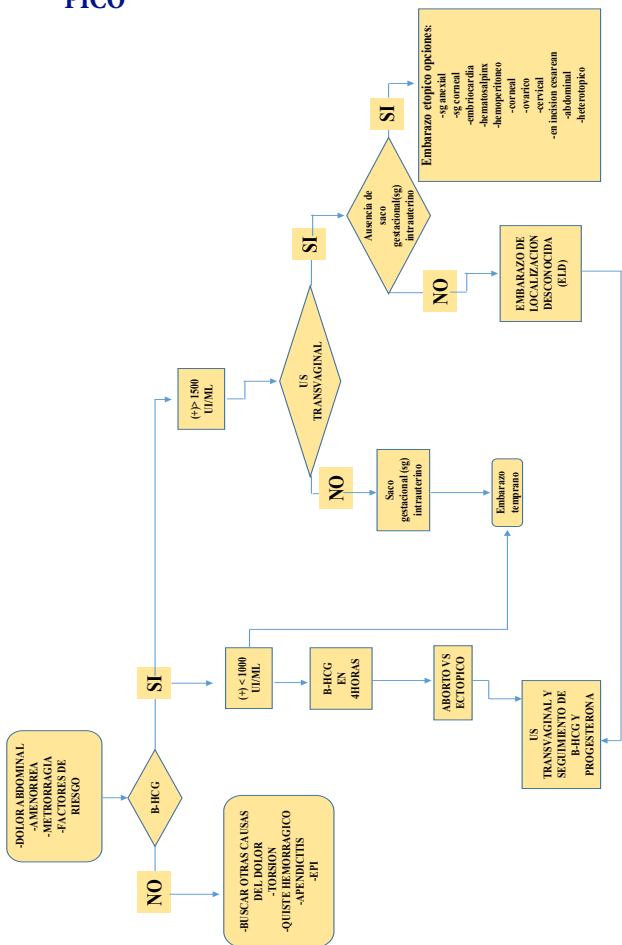 PICO
-DOLOR ABDOMINAL
-AMENORREA
-METRORRAGIA
-FACTORES DE
RIESGO
B-HCG
NO
SI
-BUSCAR OTRAS CAUSAS
DEL DOLOR
-TORSION
-QUISTE HEMORRAGICO
-APENDICITIS
-EPI
(+) < 1000
UI/ML
B-HCG
EN
4HORAS
ABORTO VS
ECTOPICO
US
TRANSVAGINAL Y
SEGUIMIENTO DE
B-HCG Y
PROGESTERONA
(+)> 1500
UI/ML
US
TRANSVAGINAL
NO
SI
Saco
gestacional (sg)
intrauterino
Embarazo
temprano
Ausencia de
saco
gestacional(sg)
intrauterino
NO
SI
EMBARAZO DE
LOCALIZACION
DESCONOCIDA
(ELD)
Embarazo etopico opciones:
-sg anexial
-sg corneal
-embriocardia
-hematosalpinx
-hemoperitoneo
-corneal
-ovarico
-cervical
-en incision cesarean
-abdominal
-heterotopico